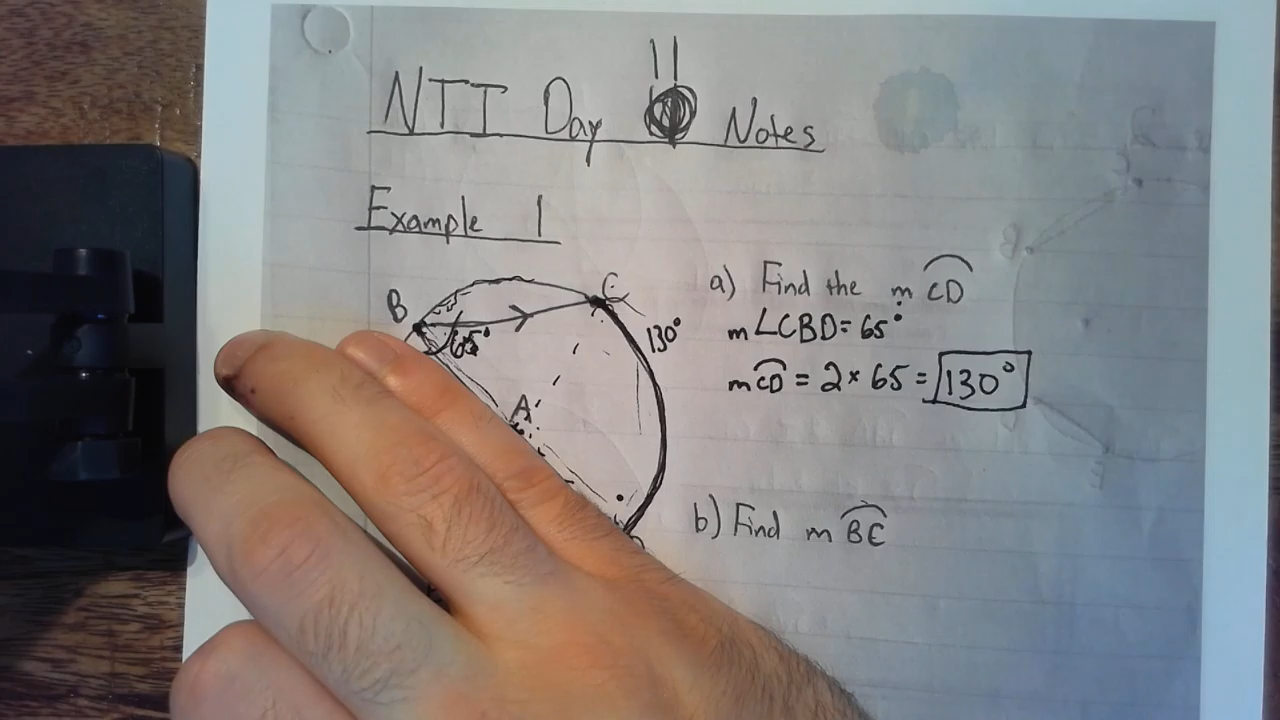 11
NTI Day Notes
Example 1
B
C
65°
130°
A
a) Find the m CD
m∠CBD = 65°
mCD = 2 × 65 = 130°
b) Find m BC